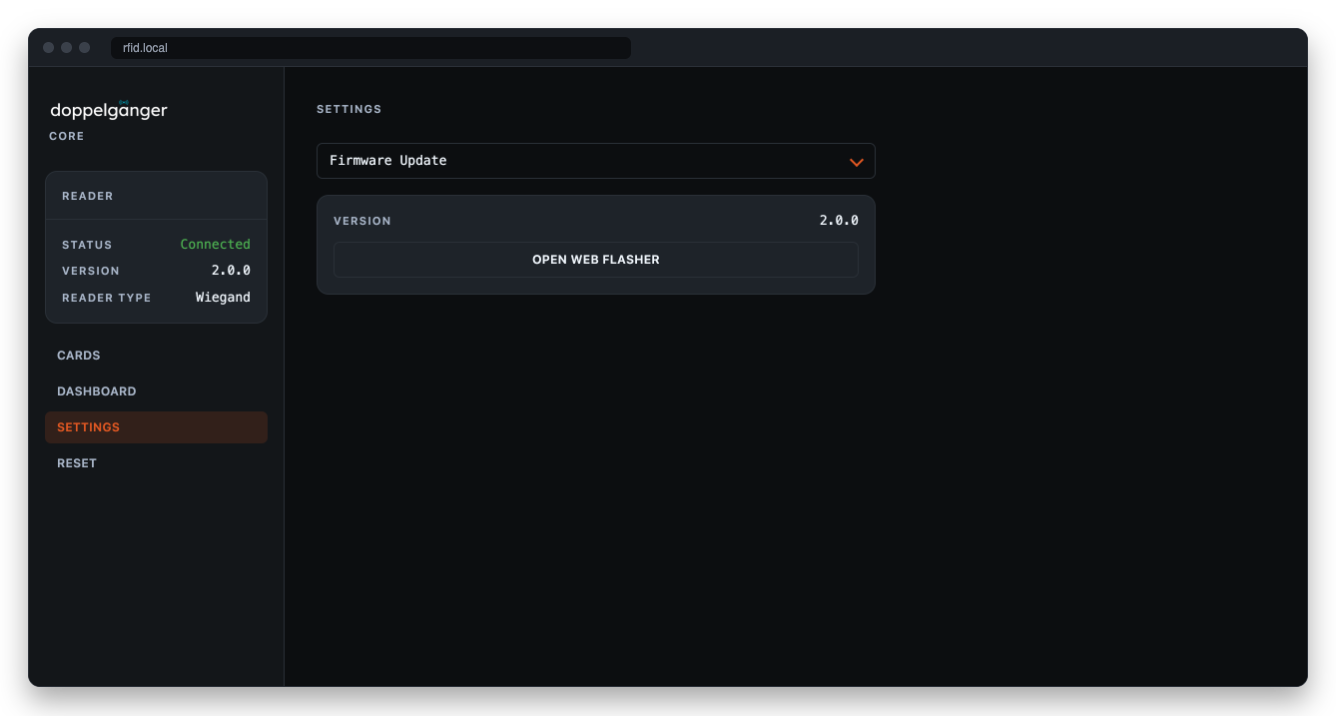 rfid.local
doppelgänger
CORE
READER
STATUS Connected
VERSION 2.0.0
READER TYPE Wiegand
CARDS
DASHBOARD
SETTINGS
RESET
SETTINGS
Firmware Update
VERSION 2.0.0
OPEN WEB FLASHER